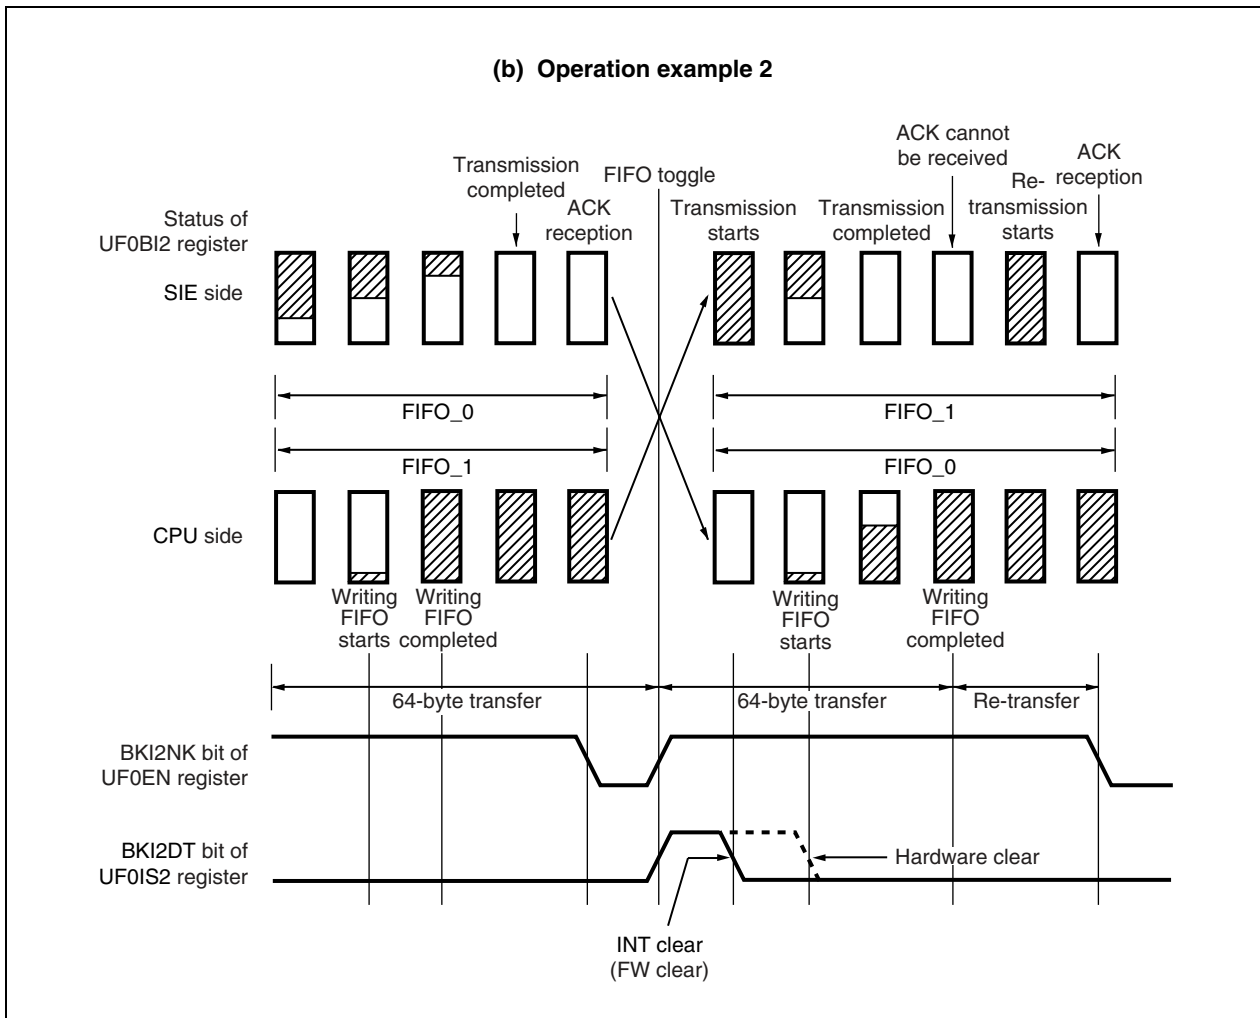 (b) Operation example 2
Status of
UF0BI2 register
SIE side
Transmission
completed
ACK
reception
FIFO toggle
Transmission
starts
Transmission
completed
ACK cannot
be received
Re-
transmission
starts
ACK
reception
FIFO_0
FIFO_1
FIFO_1
FIFO_0
CPU side
Writing
FIFO
starts
Writing
FIFO
completed
Writing
FIFO
starts
Writing
FIFO
completed
64-byte transfer
64-byte transfer
Re-transfer
BKI2NK bit of
UF0EN register
BKI2DT bit of
UF0IS2 register
Hardware clear
INT clear
(FW clear)